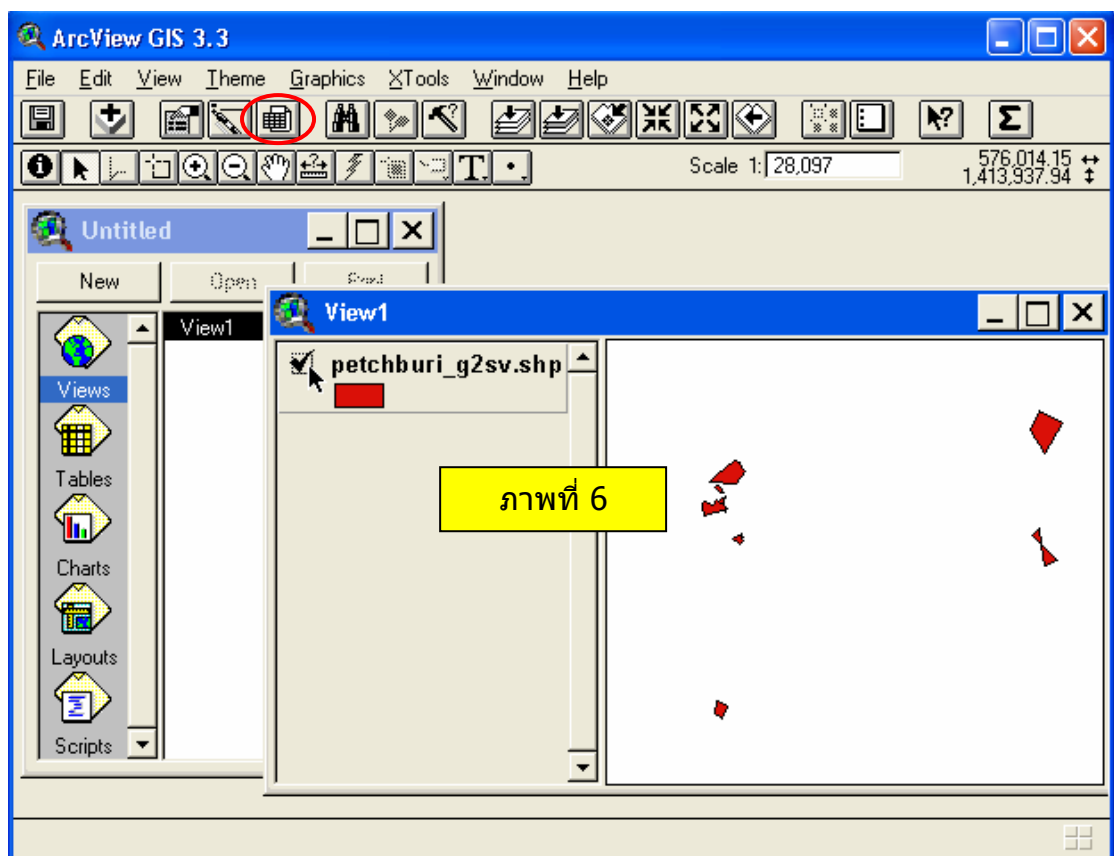 ArcView GIS 3.3
File Edit View Theme Graphics XTools Window Help
Scale 1: 28,097
576,014.15
1,413,937.94
Untitled
New Open Print
View1
Views
Tables
Charts
Layouts
Scripts
View1
petchburi_g2sv.shp
ภาพที่ 6